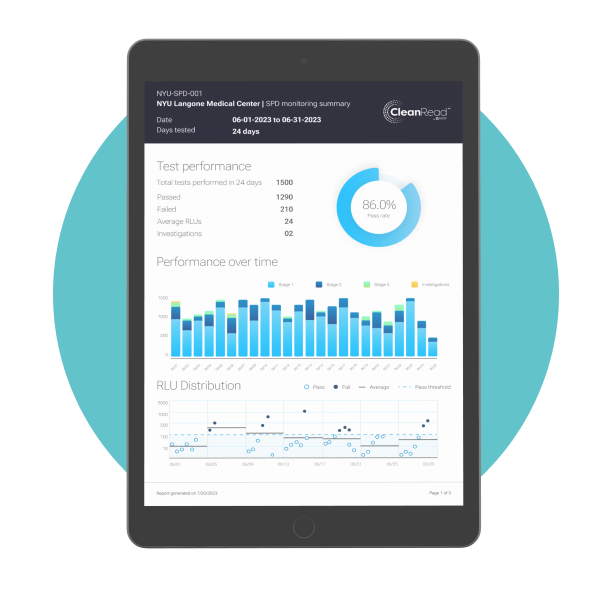 NYU-SPD-001
NYU Langone Medical Center | SPD monitoring summary
CleanRead™
Date 06-01-2023 to 06-31-2023
Days tested 24 days
Test performance
Total tests performed in 24 days 1500
Passed 1290
Failed 210
Average RLUs 24
Investigations 02
86.0%
Pass rate
Performance over time
Stage 1 Stage 2 Stage 3 Investigations
1500
1000
500
0
RLU Distribution
Pass Fail Average Pass threshold
5000
1000
500
100
10
06/01 06/05 06/09 06/13 06/17 06/21 06/25 06/29
Report generated on 7/20/2023 Page 1 of 3